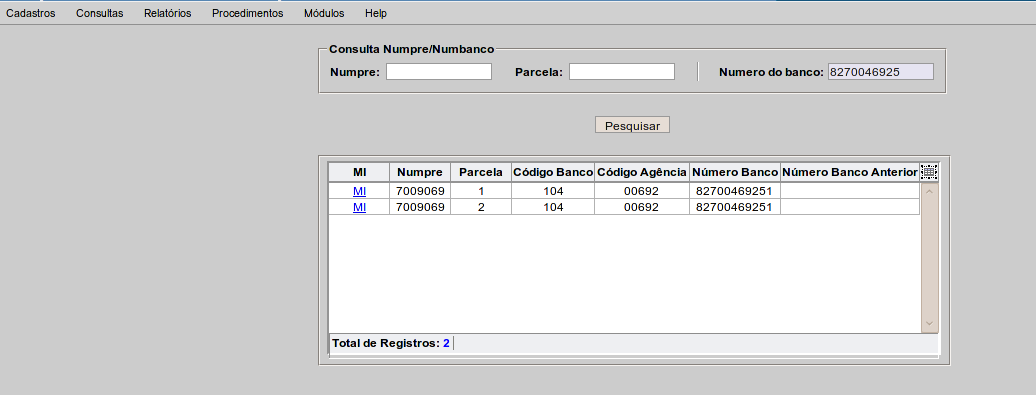 Cadastros Consultas Relatórios Procedimentos Módulos Help
Consulta Numpre/Numbanco
Numpre: Parcela: Numero do banco: 8270046925
Pesquisar
MI Numpre Parcela Código Banco Código Agência Número Banco Número Banco Anterior
MI 7009069 1 104 00692 82700469251
MI 7009069 2 104 00692 82700469251
Total de Registros: 2